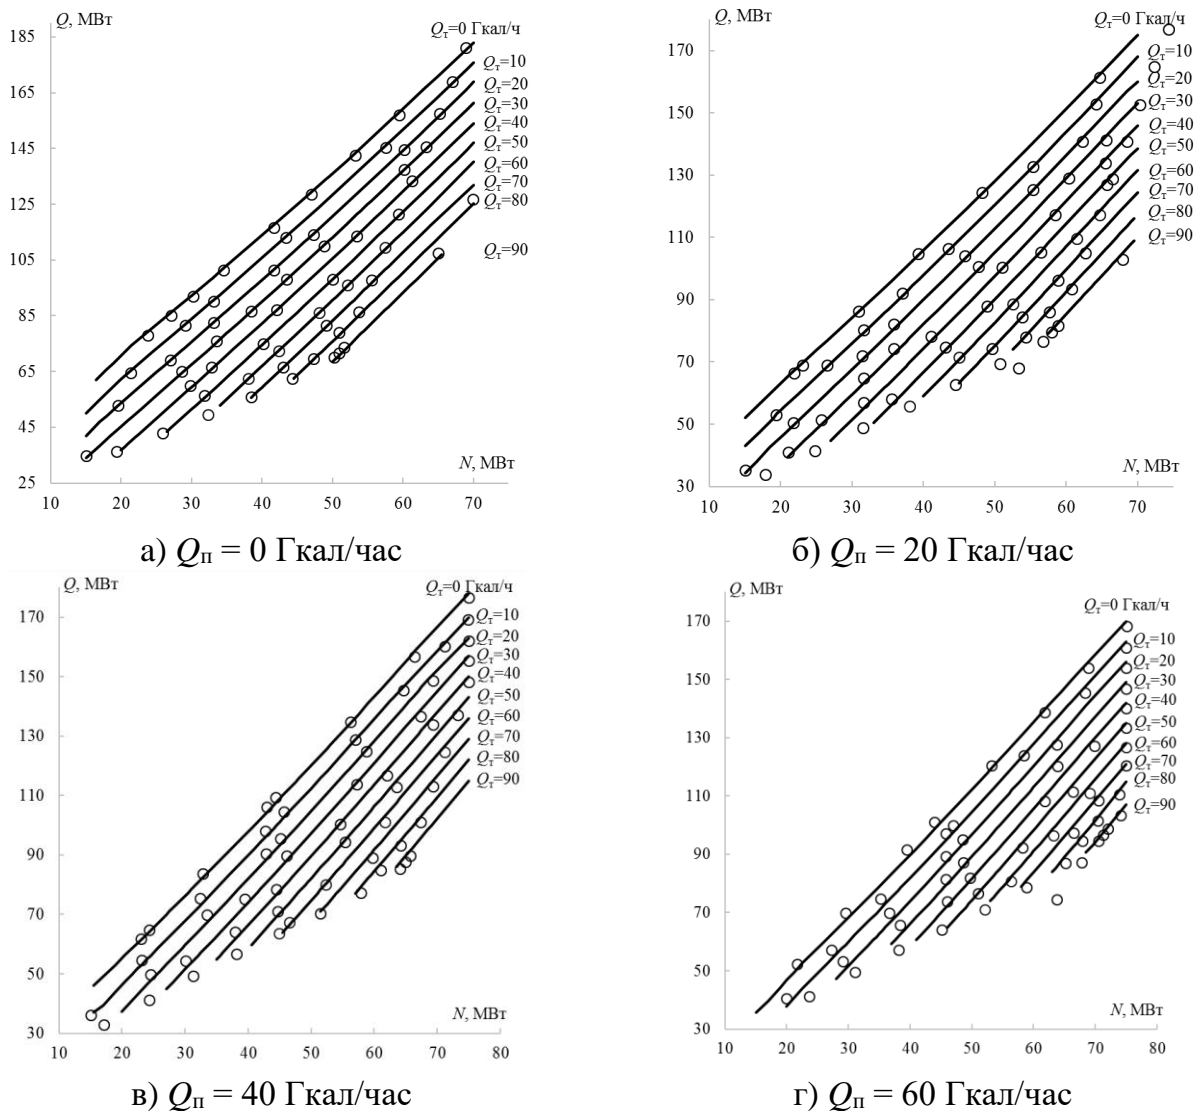 Q, МВт
Qт=0 Гкал/ч
Qт=10
Qт=20
Qт=30
Qт=40
Qт=50
Qт=60
Qт=70
Qт=80
Qт=90
185
165
145
125
105
85
65
45
25
N, МВт
10 20 30 40 50 60 70
а) Qп = 0 Гкал/час
Q, МВт
Qт=0 Гкал/ч
Qт=10
Qт=20
Qт=30
Qт=40
Qт=50
Qт=60
Qт=70
Qт=80
Qт=90
170
150
130
110
90
70
50
30
N, МВт
10 20 30 40 50 60 70
б) Qп = 20 Гкал/час
Q, МВт
Qт=0 Гкал/ч
Qт=10
Qт=20
Qт=30
Qт=40
Qт=50
Qт=60
Qт=70
Qт=80
Qт=90
170
150
130
110
90
70
50
30
N, МВт
10 20 30 40 50 60 70 80
в) Qп = 40 Гкал/час
Q, МВт
Qт=0 Гкал/ч
Qт=10
Qт=20
Qт=30
Qт=40
Qт=50
Qт=60
Qт=70
Qт=80
Qт=90
170
150
130
110
90
70
50
30
N, МВт
10 20 30 40 50 60 70 80
г) Qп = 60 Гкал/час